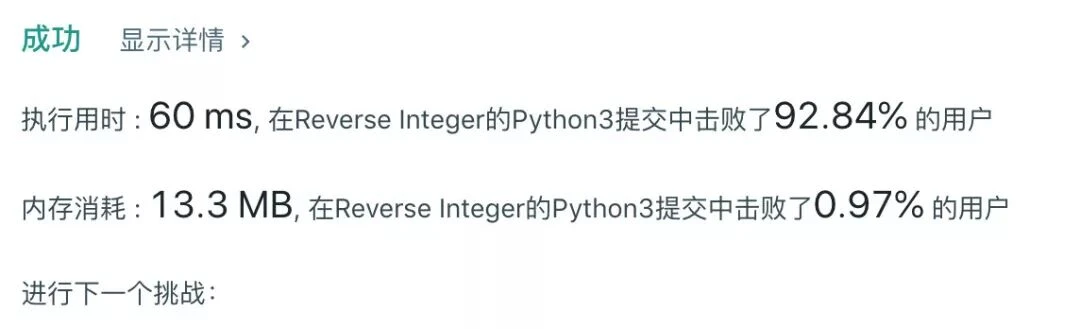 成功 显示详情 ›
执行用时 : 60 ms, 在Reverse Integer的Python3提交中击败了92.84% 的用户
内存消耗 : 13.3 MB, 在Reverse Integer的Python3提交中击败了0.97% 的用户
进行下一个挑战：